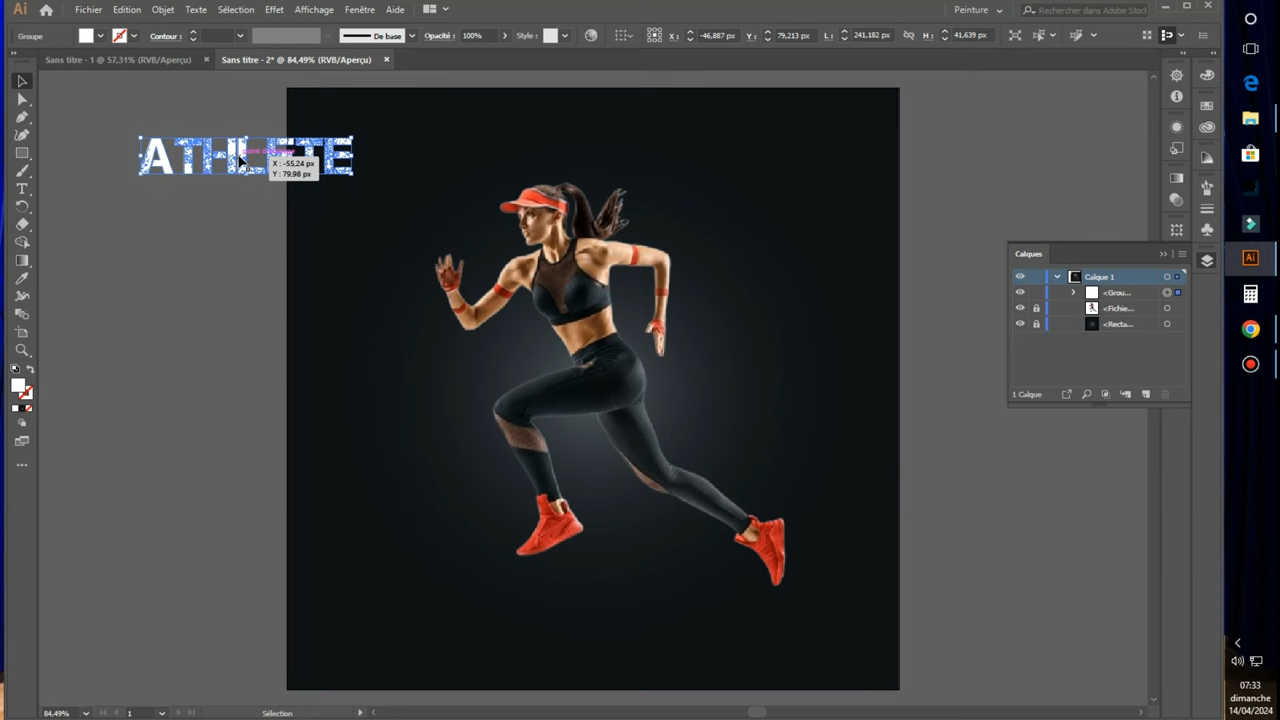 Ai Fichier Edition Objet Texte Sélection Effet Affichage Fenêtre Aide Peinture Rechercher dans Adobe Stock
Groupe Contour : De base Opacité : 100% Style : X : -46,887 px Y : 79,213 px L : 241,182 px H : 41,639 px
Sans titre - 1 @ 57,31% (RVB/Aperçu) Sans titre - 2* @ 84,49% (RVB/Aperçu)
ATHLETE
X : -55,24 px
Y : 79,98 px
Calques
Calque 1
<Grou...
<Fichie...
<Recta...
1 Calque
Ai
84,49% 1 Sélection
07:33
dimanche
14/04/2024